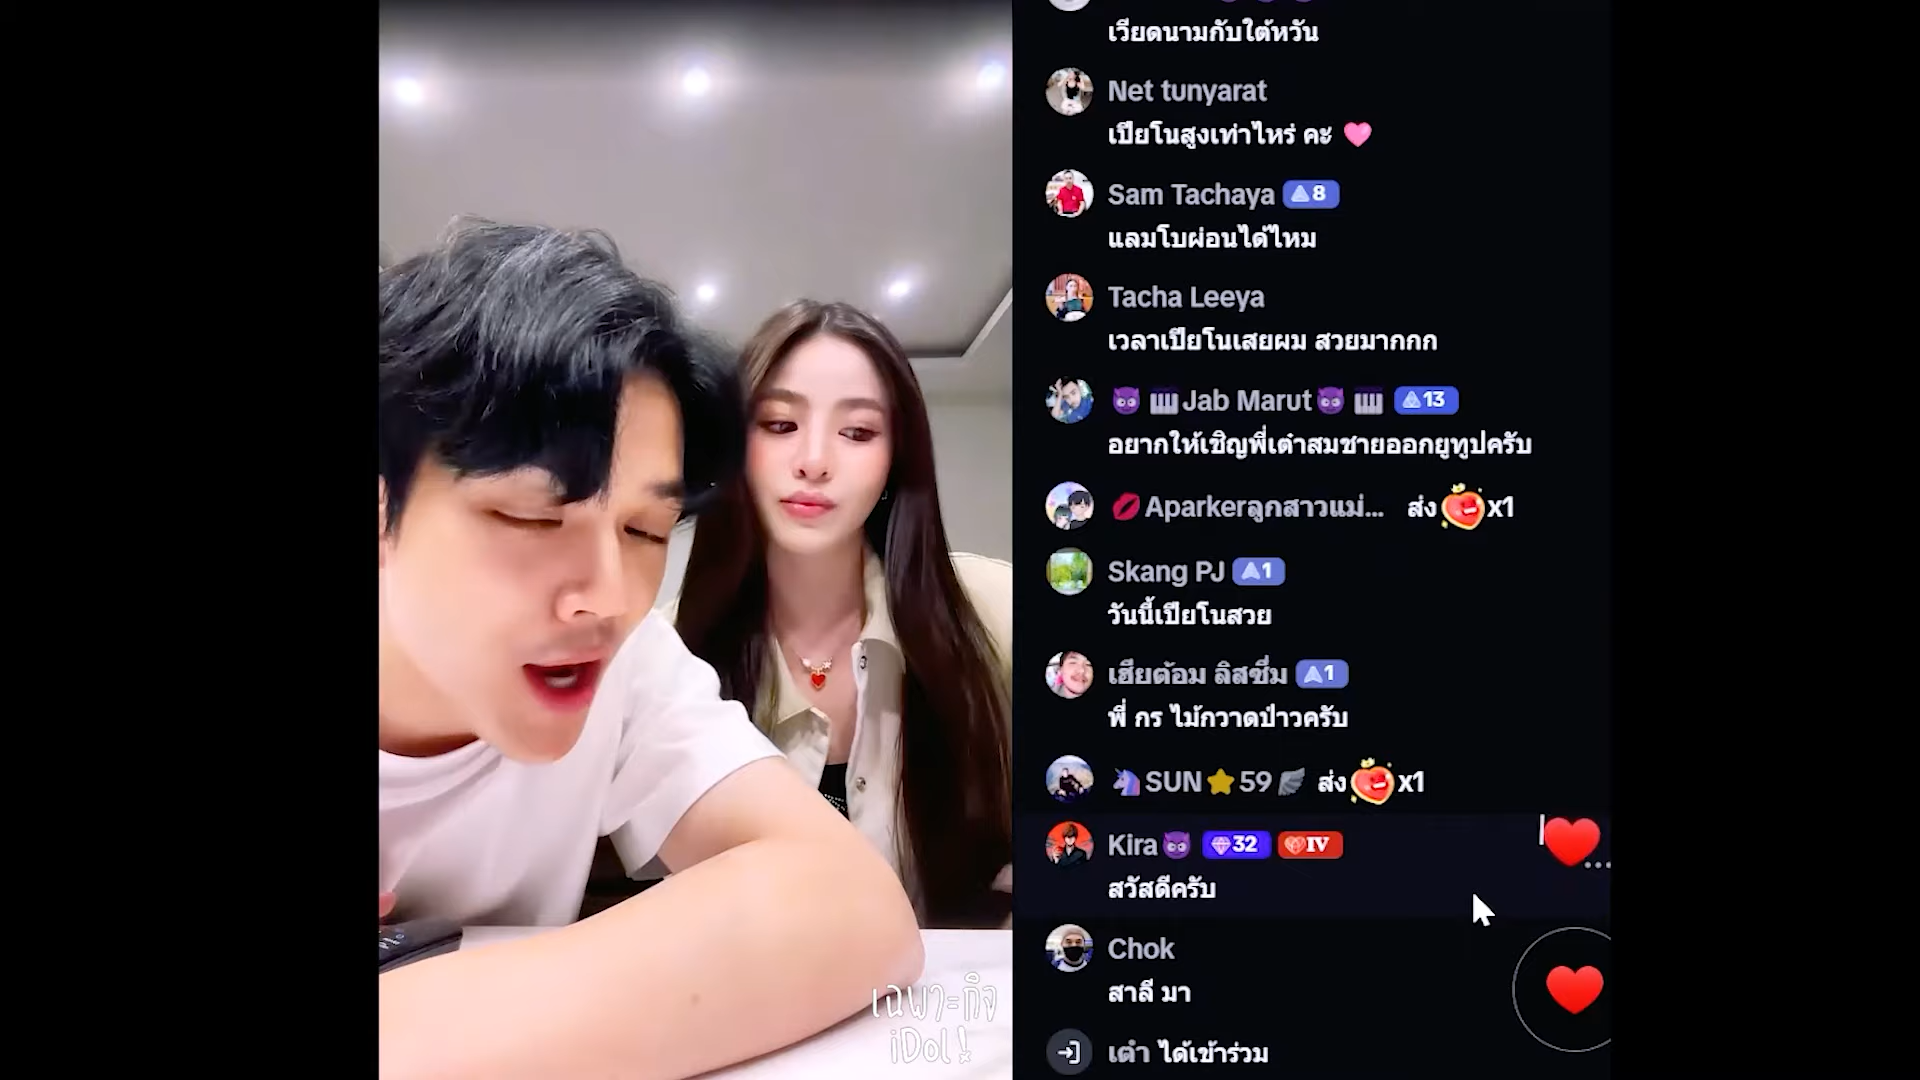 เวียดนามกับใต้หวัน
Net tunyarat
เปียโนสูงเท่าไหร่ คะ 🩷
Sam Tachaya 8
แลมโบผ่อนได้ไหม
Tacha Leeya
เวลาเปียโนเสยผม สวยมากกก
😈 🎹 Jab Marut 😈 🎹 13
อยากให้เชิญพี่เต๋าสมชายออกยูทูปครับ
💋 Aparkerลูกสาวแม่... ส่ง x1
Skang PJ 1
วันนี้เปียโนสวย
เฮียต้อม ลิสซึ่ม 1
พี่ กร ไม้กวาดป่าวครับ
🦄 SUN ⭐ 59 🪽 ส่ง x1
Kira 😈 32 IV
สวัสดีครับ
Chok
สาลี มา
เต๋า ได้เข้าร่วม
เฉพาะกิจ
iDol!